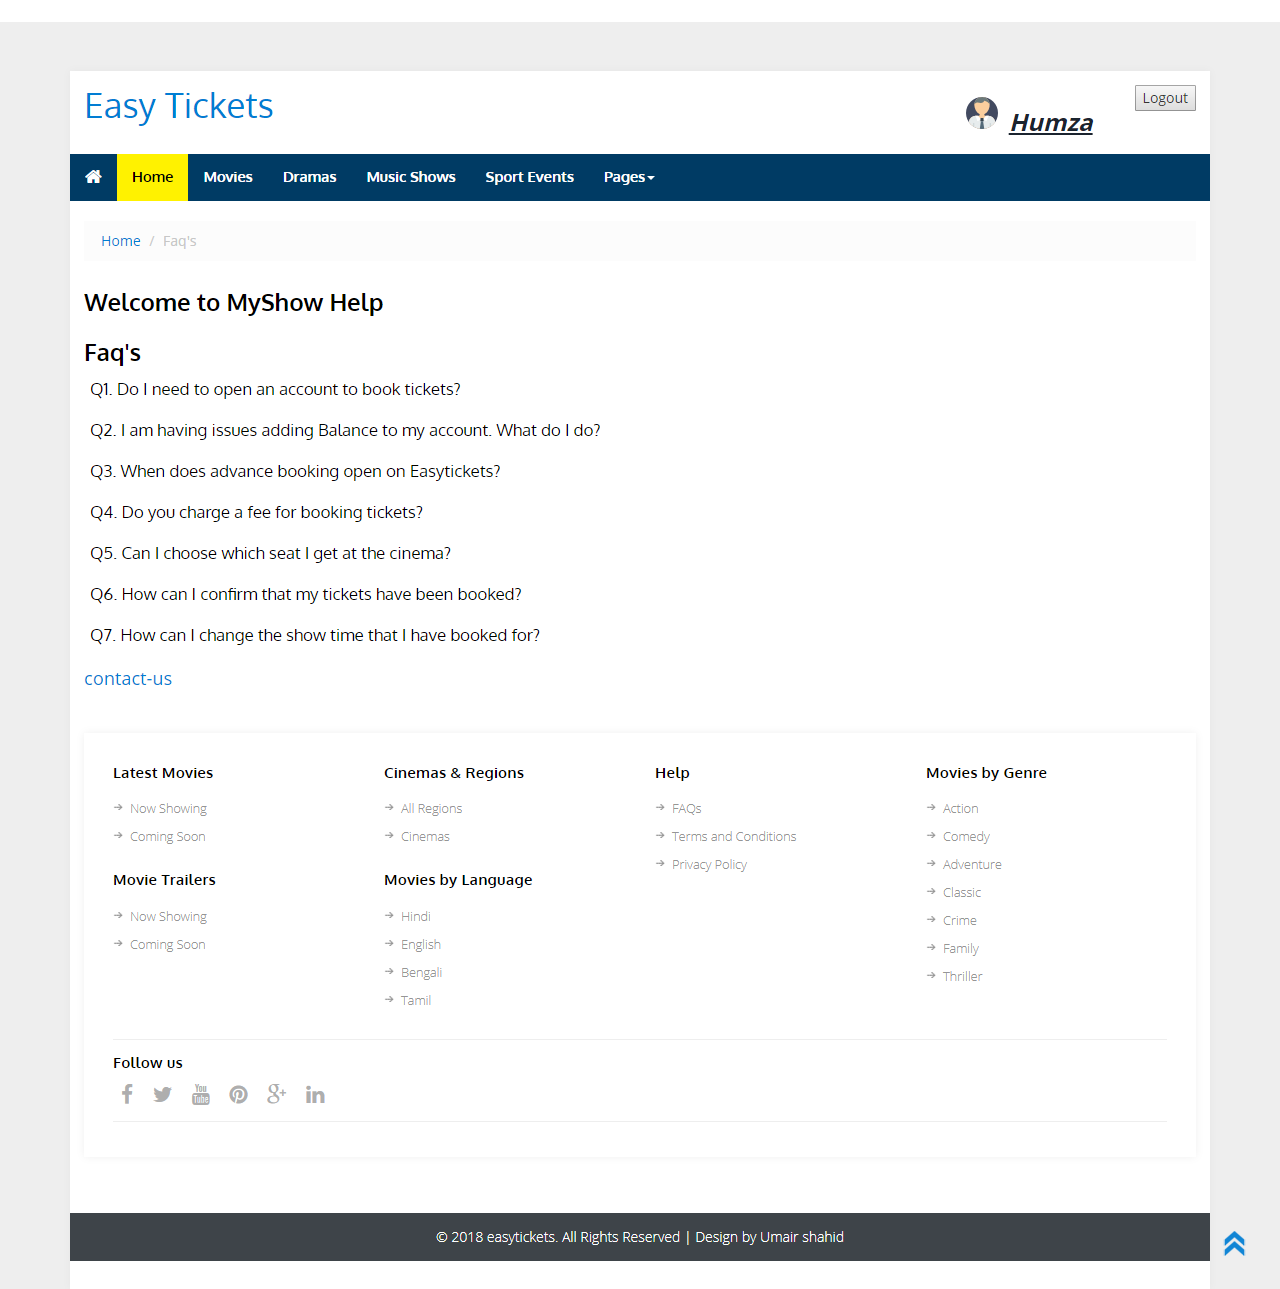 Easy Tickets
Humza
Logout
Home Movies Dramas Music Shows Sport Events Pages
Home / Faq's
Welcome to MyShow Help
Faq's
Q1. Do I need to open an account to book tickets?
Q2. I am having issues adding Balance to my account. What do I do?
Q3. When does advance booking open on Easytickets?
Q4. Do you charge a fee for booking tickets?
Q5. Can I choose which seat I get at the cinema?
Q6. How can I confirm that my tickets have been booked?
Q7. How can I change the show time that I have booked for?
contact-us
Latest Movies
Now Showing
Coming Soon
Movie Trailers
Now Showing
Coming Soon
Cinemas & Regions
All Regions
Cinemas
Movies by Language
Hindi
English
Bengali
Tamil
Help
FAQs
Terms and Conditions
Privacy Policy
Movies by Genre
Action
Comedy
Adventure
Classic
Crime
Family
Thriller
Follow us
© 2018 easytickets. All Rights Reserved | Design by Umair shahid